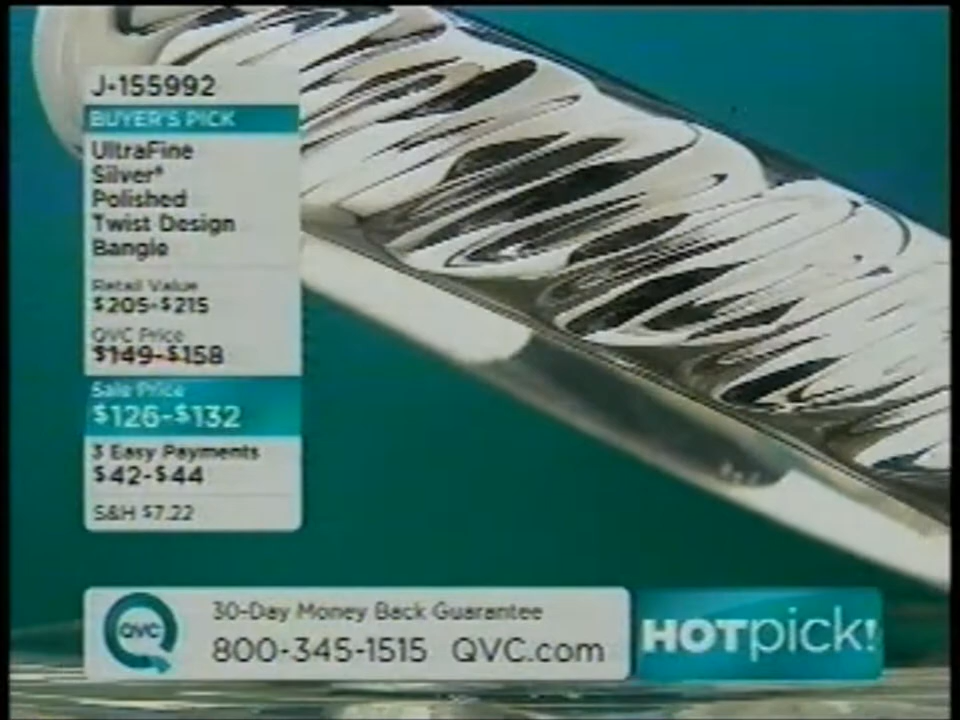 J-155992
BUYER'S PICK
UltraFine
Silver®
Polished
Twist Design
Bangle
Retail Value
$205-$215
QVC Price
$149-$158
Sale Price
$126-$132
3 Easy Payments
$42-$44
S&H $7.22
QVC
30-Day Money Back Guarantee
800-345-1515 QVC.com
HOTpick!